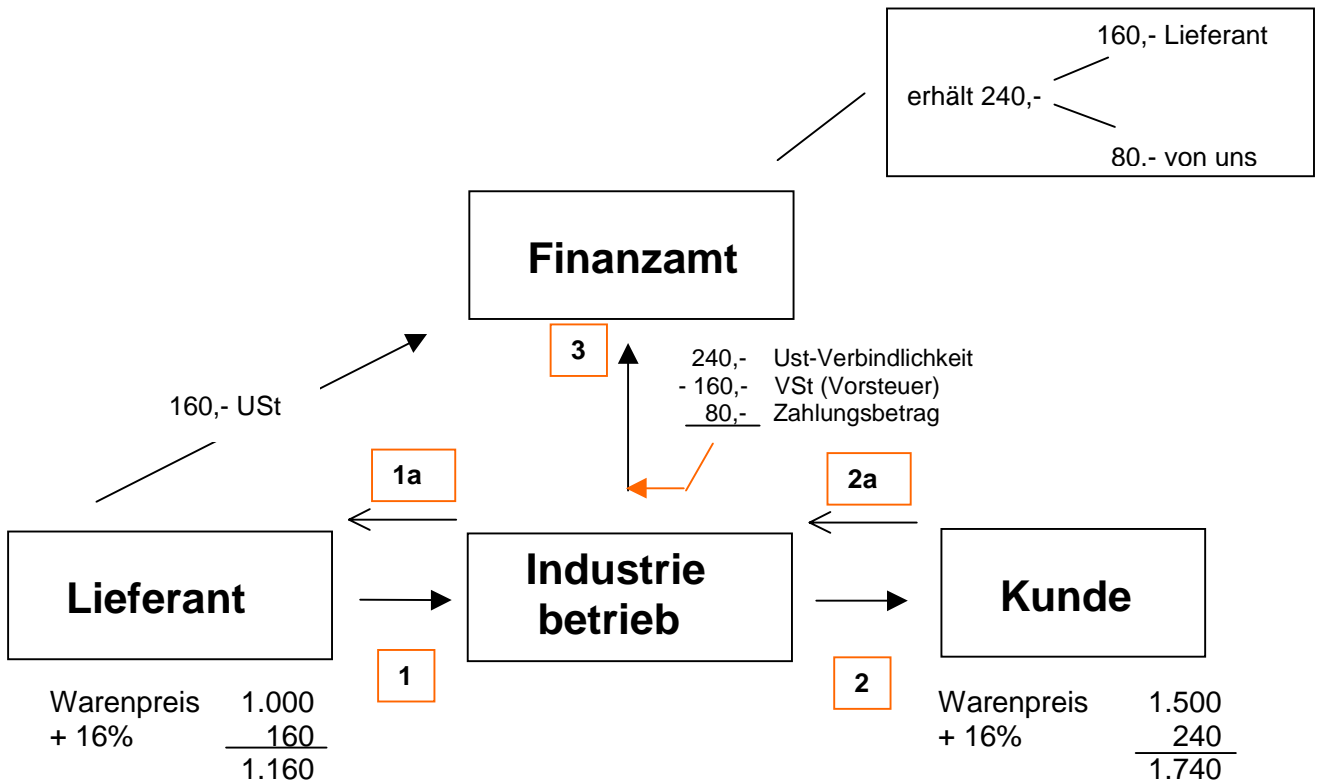 160,- Lieferant
erhält 240,-
80,- von uns
Finanzamt
3
240,- Ust-Verbindlichkeit
- 160,- VSt (Vorsteuer)
80,- Zahlungsbetrag
160,- USt
1a
2a
Lieferant
Industrie
betrieb
Kunde
1
2
Warenpreis 1.000
+ 16% 160
1.160
Warenpreis 1.500
+ 16% 240
1.740